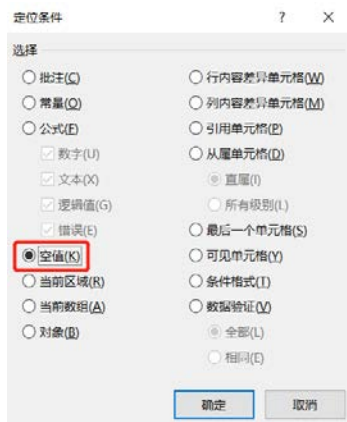 定位条件
?
×
选择
批注(C)
常量(O)
公式(F)
数字(U)
文本(X)
逻辑值(G)
错误(E)
空值(K)
当前区域(R)
当前数组(A)
对象(B)
行内容差异单元格(W)
列内容差异单元格(M)
引用单元格(P)
从属单元格(D)
直属(I)
所有级别(L)
最后一个单元格(S)
可见单元格(Y)
条件格式(T)
数据验证(V)
全部(L)
相同(E)
确定
取消